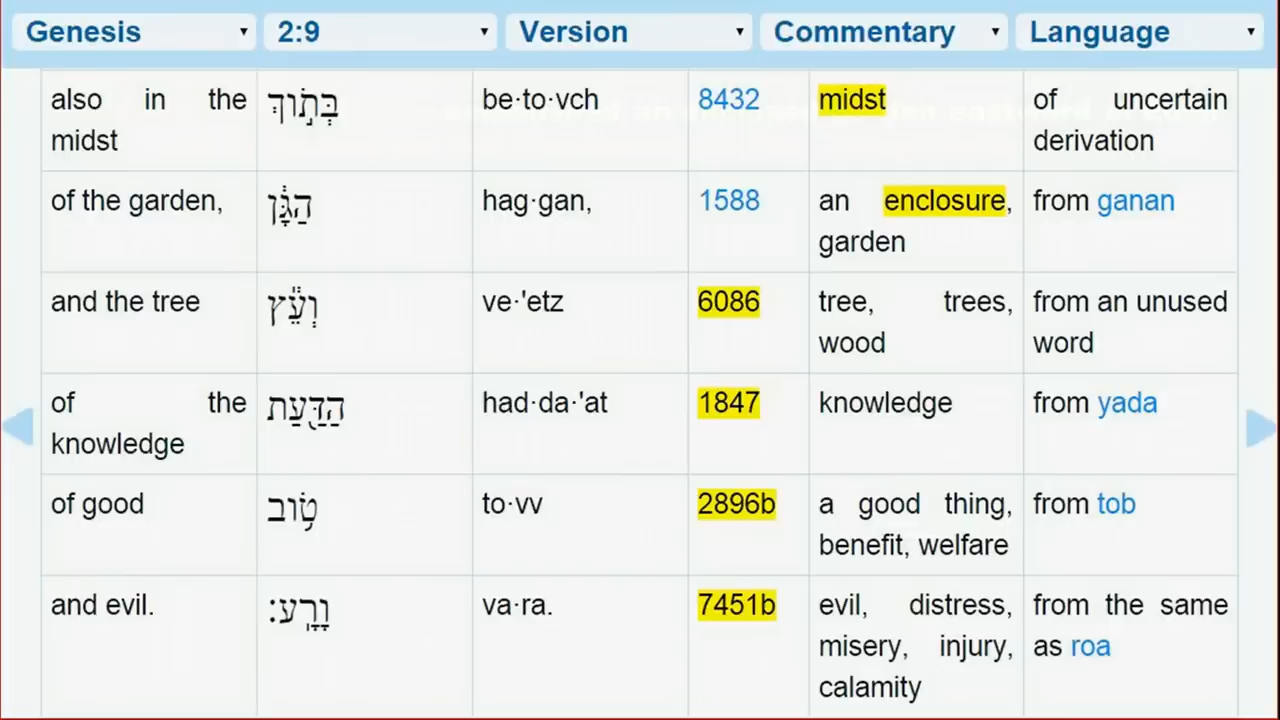 Genesis 2:9 Version Commentary Language
also in the בְּתֹ֣וךְ be·to·vch 8432 midst of uncertain
midst derivation
of the garden, הַגָּ֔ן hag·gan, 1588 an enclosure, from ganan
garden
and the tree וְעֵ֕ץ ve·'etz 6086 tree, trees, from an unused
wood word
of the הַדַּ֖עַת had·da·'at 1847 knowledge from yada
knowledge
of good טֹ֥וב to·vv 2896b a good thing, from tob
benefit, welfare
and evil. וָרָֽע׃ va·ra. 7451b evil, distress, from the same
misery, injury, as roa
calamity